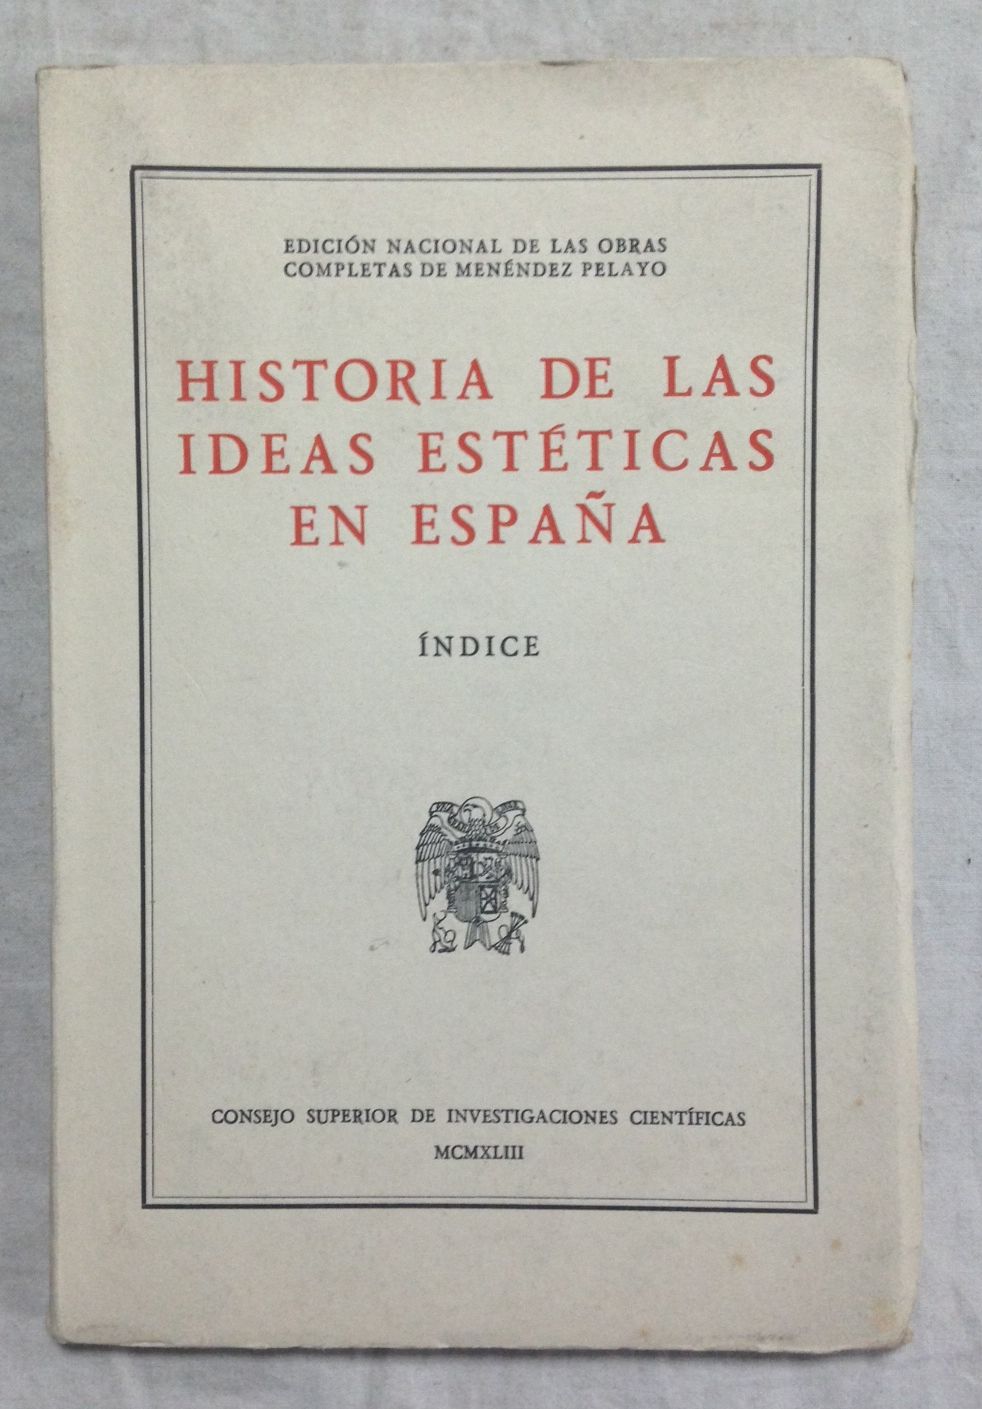 EDICIÓN NACIONAL DE LAS OBRAS
COMPLETAS DE MENÉNDEZ PELAYO
HISTORIA DE LAS
IDEAS ESTÉTICAS
EN ESPAÑA
ÍNDICE
CONSEJO SUPERIOR DE INVESTIGACIONES CIENTÍFICAS
MCMXLIII